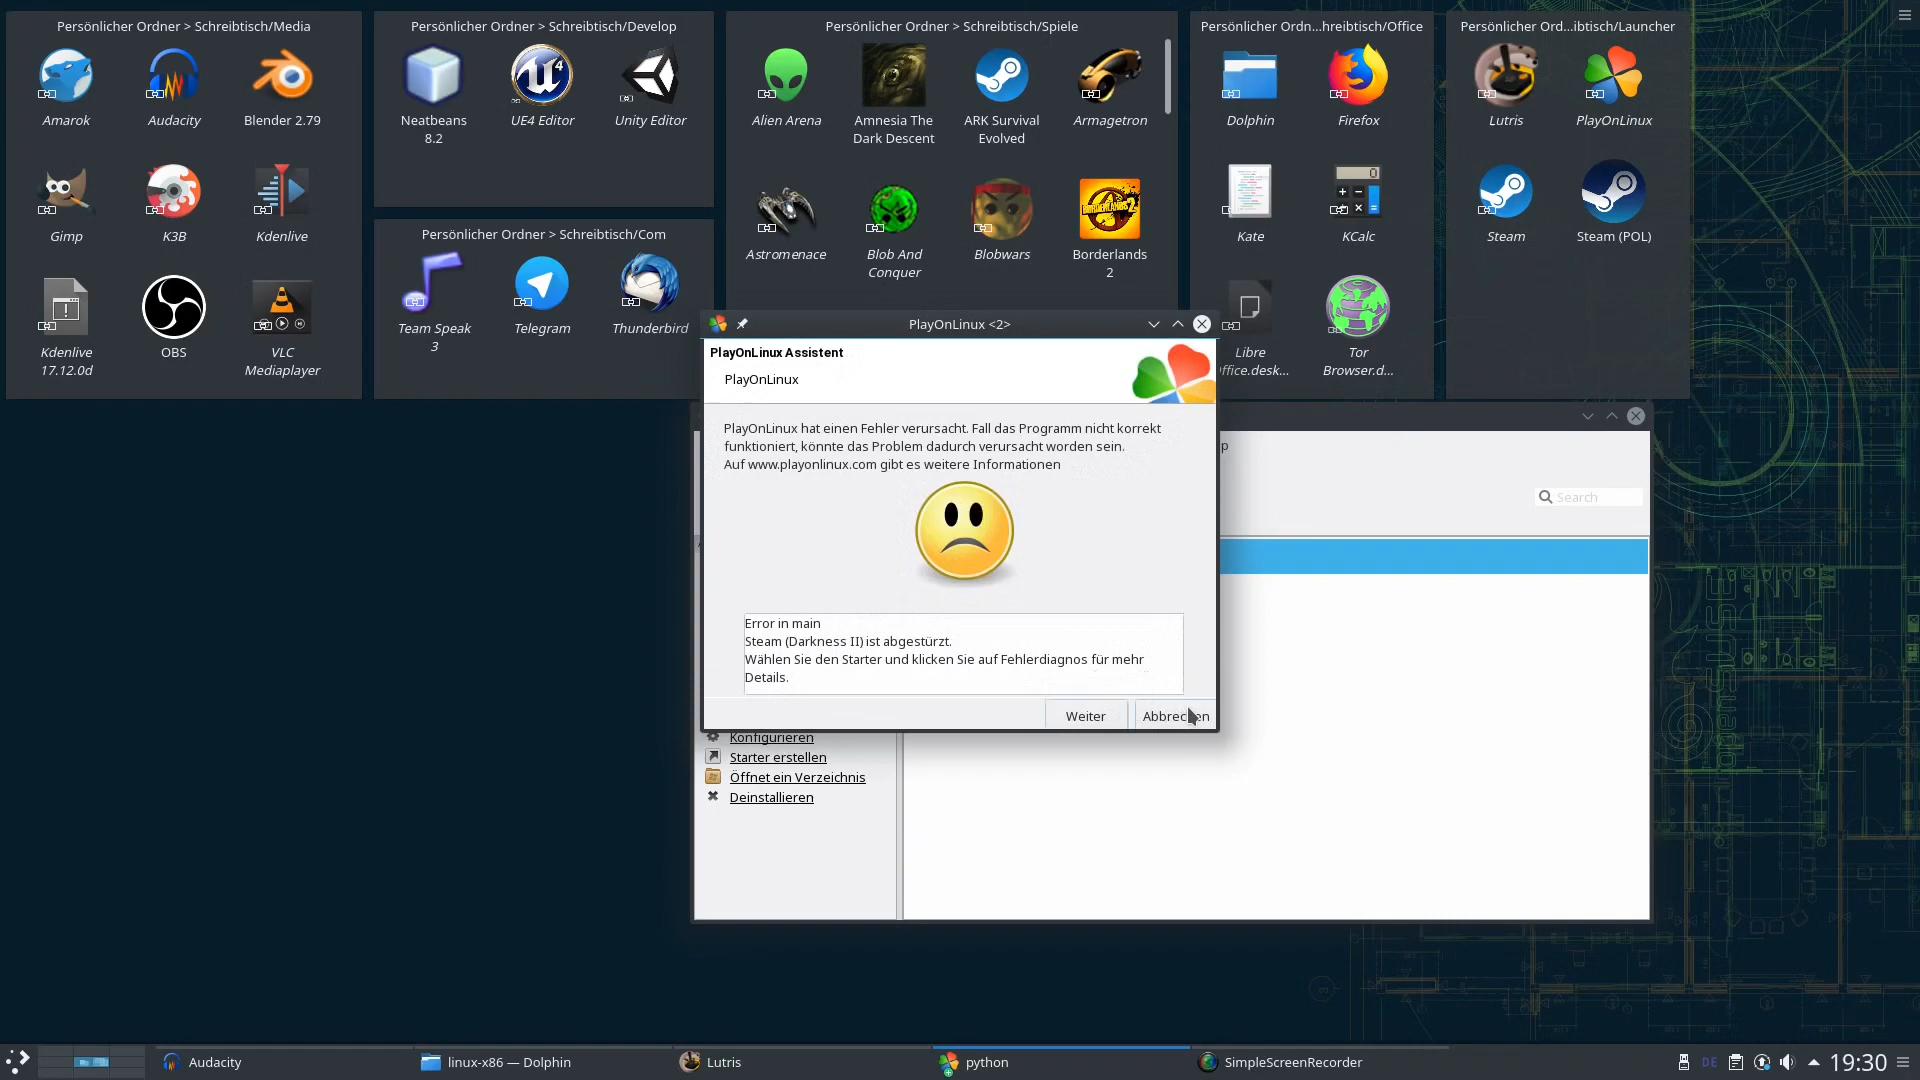 Persönlicher Ordner > Schreibtisch/Media
Amarok
Audacity
Blender 2.79
Gimp
K3B
Kdenlive
Kdenlive
17.12.0d
OBS
VLC
Mediaplayer
Persönlicher Ordner > Schreibtisch/Develop
Neatbeans
8.2
UE4 Editor
Unity Editor
Persönlicher Ordner > Schreibtisch/Com
Team Speak
3
Telegram
Thunderbird
Persönlicher Ordner > Schreibtisch/Spiele
Alien Arena
Amnesia The
Dark Descent
ARK Survival
Evolved
Armagetron
Astromenace
Blob And
Conquer
Blobwars
BORDERLANDS 2
Borderlands
2
Persönlicher Ordn...hreibtisch/Office
Dolphin
Firefox
Kate
0
KCalc
Libre
ffice.desk...
Tor
Browser.d...
Persönlicher Ord...ibtisch/Launcher
Lutris
PlayOnLinux
Steam
Steam (POL)
PlayOnLinux <2>
PlayOnLinux Assistent
PlayOnLinux
PlayOnLinux hat einen Fehler verursacht. Fall das Programm nicht korrekt
funktioniert, könnte das Problem dadurch verursacht worden sein.
Auf www.playonlinux.com gibt es weitere Informationen
Error in main
Steam (Darkness II) ist abgestürzt.
Wählen Sie den Starter und klicken Sie auf Fehlerdiagnos für mehr
Details.
Weiter
Abbrechen
p
Search
Konfigurieren
Starter erstellen
Öffnet ein Verzeichnis
Deinstallieren
openSUSE
Audacity
linux-x86 — Dolphin
Lutris
python
SimpleScreenRecorder
DE
19:30